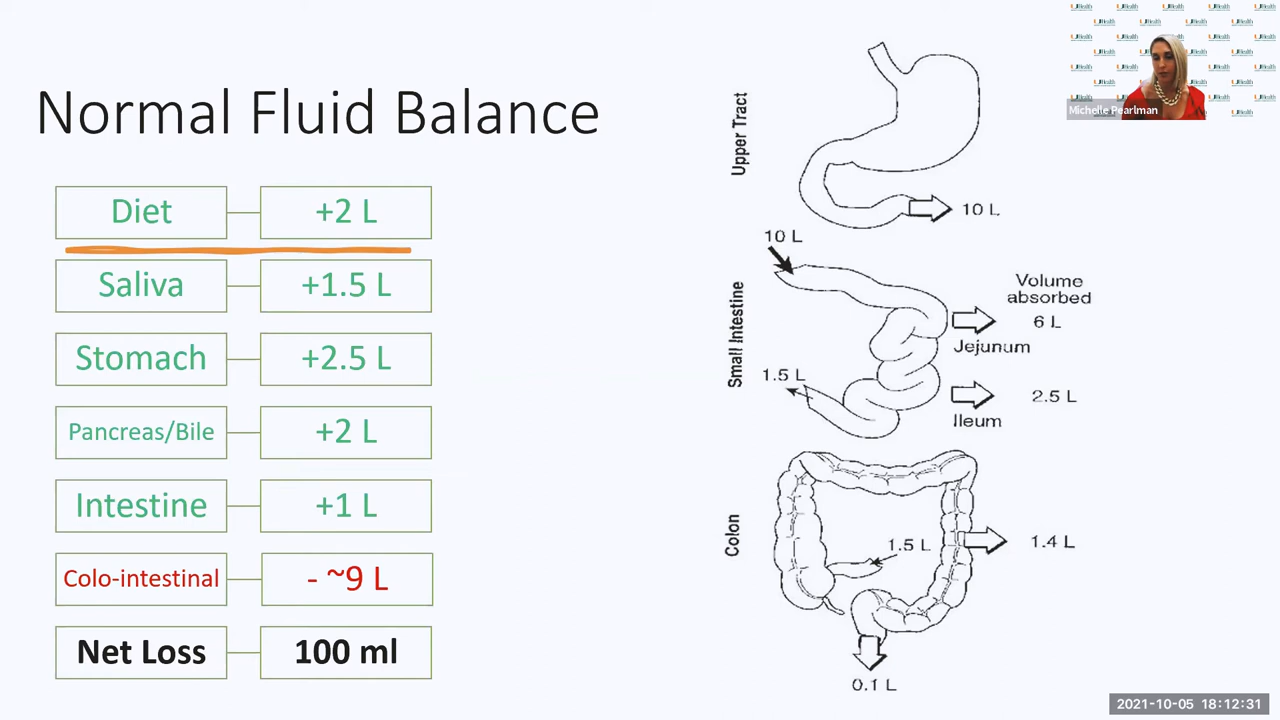 Normal Fluid Balance
Diet +2 L
Saliva +1.5 L
Stomach +2.5 L
Pancreas/Bile +2 L
Intestine +1 L
Colo-intestinal - ~9 L
Net Loss 100 ml
Upper Tract
10 L
10 L
Small Intestine
Volume
absorbed
6 L
Jejunum
1.5 L
2.5 L
Ileum
Colon
1.5 L
1.4 L
0.1 L
Michelle Pearlman
2021-10-05 18:12:31